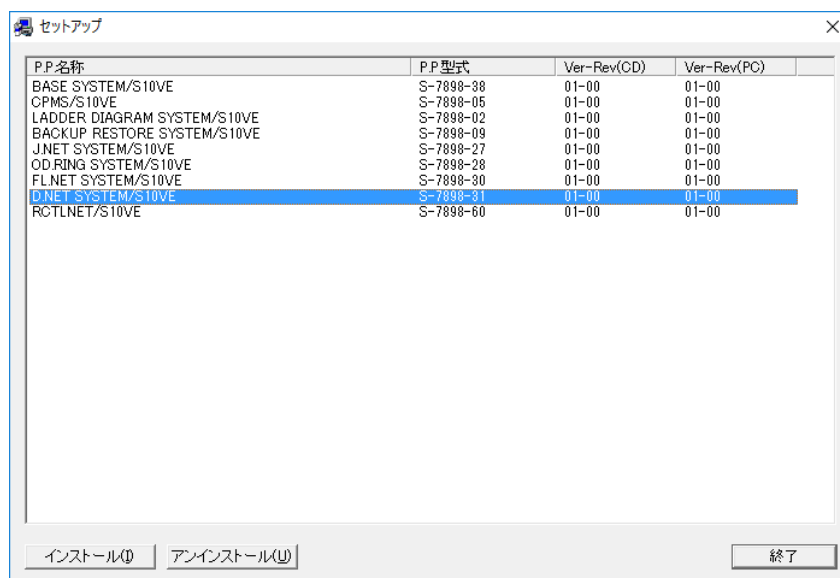 セットアップ
P.P.名称 P.P.型式 Ver-Rev(CD) Ver-Rev(PC)
BASE SYSTEM/S10VE S-7898-38 01-00 01-00
CPMS/S10VE S-7898-05 01-00 01-00
LADDER DIAGRAM SYSTEM/S10VE S-7898-02 01-00 01-00
BACKUP RESTORE SYSTEM/S10VE S-7898-09 01-00 01-00
J.NET SYSTEM/S10VE S-7898-27 01-00 01-00
OD.RING SYSTEM/S10VE S-7898-28 01-00 01-00
FL.NET SYSTEM/S10VE S-7898-30 01-00 01-00
D.NET SYSTEM/S10VE S-7898-31 01-00 01-00
RCTLNET/S10VE S-7898-60 01-00 01-00
インストール(I) アンインストール(U) 終了